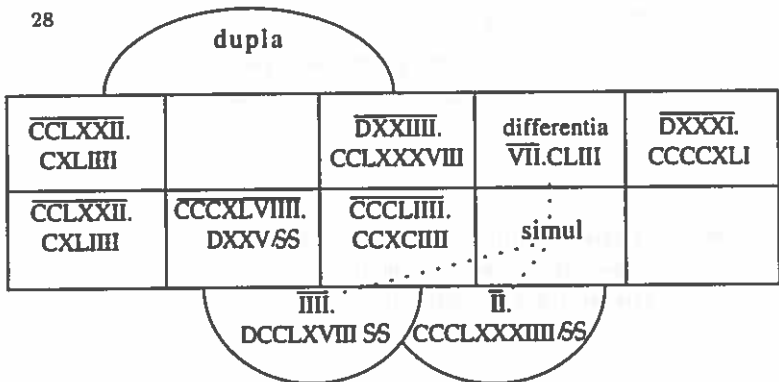 28
dupla
CCLXXII.
CXLIIII
DXXIIII.
CCLXXXVIII
differentia
VII.CLIII
DXXXI.
CCCCXLI
CCLXXII.
CXLIIII
CCCXLVIIII.
DXXV/SS
CCCLIIII.
CCXCIIII
simul
IIII.
DCCLXVIII SS
II.
CCCLXXXIIII/SS